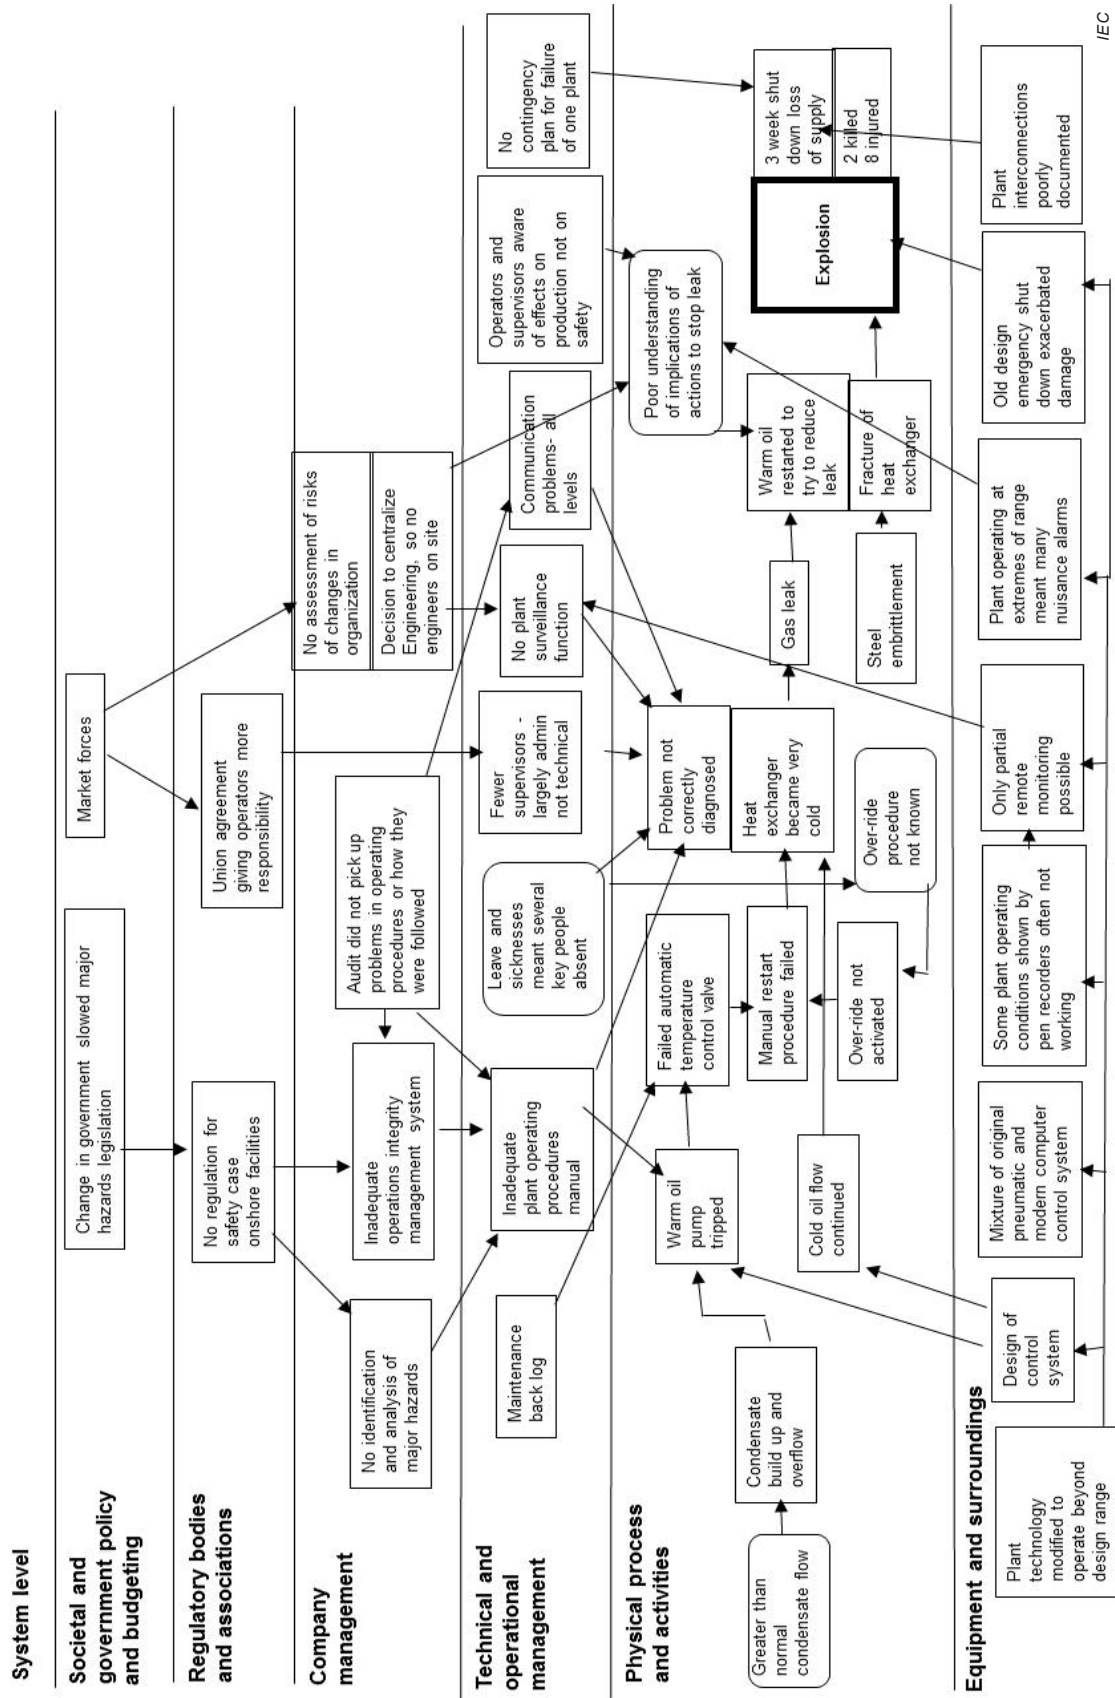 System level
Societal and
government policy
and budgeting
Change in government slowed major
hazards legislation
Market forces
Regulatory bodies
and associations
No regulation for
safety case
onshore facilities
Union agreement
giving operators more
responsibility
Company
management
No identification
and analysis of
major hazards
Inadequate
operations integrity
management system
Audit did not pick up
problems in operating
procedures or how they
were followed
No assessment of risks
of changes in
organization
Decision to centralize
Engineering, so no
engineers on site
Technical and
operational
management
Maintenance
back log
Inadequate
plant operating
procedures
manual
Leave and
sicknesses
meant several
key people
absent
Fewer
supervisors -
largely admin
not technical
No plant
surveillance
function
Communication
problems- all
levels
Operators and
supervisors aware
of effects on
production not on
safety
No
contingency
plan for failure
of one plant
Physical process
and activities
Greater than
normal
condensate flow
Condensate
build up and
overflow
Warm oil
pump
tripped
Cold oil flow
continued
Failed automatic
temperature
control valve
Manual restart
procedure failed
Over-ride not
activated
Problem not
correctly
diagnosed
Heat
exchanger
became very
cold
Over-ride
procedure
not known
Gas leak
Steel
embrittlement
Poor understanding
of implications of
actions to stop leak
Warm oil
restarted to
try to reduce
leak
Fracture of
heat
exchanger
Explosion
3 week shut
down loss
of supply
2 killed
8 injured
Equipment and surroundings
Plant
technology
modified to
operate beyond
design range
Design of
control
system
Mixture of original
pneumatic and
modern computer
control system
Some plant operating
conditions shown by
pen recorders often not
working
Only partial
remote
monitoring
possible
Plant operating at
extremes of range
meant many
nuisance alarms
Old design
emergency shut
down exacerbated
damage
Plant
interconnections
poorly
documented
IEC